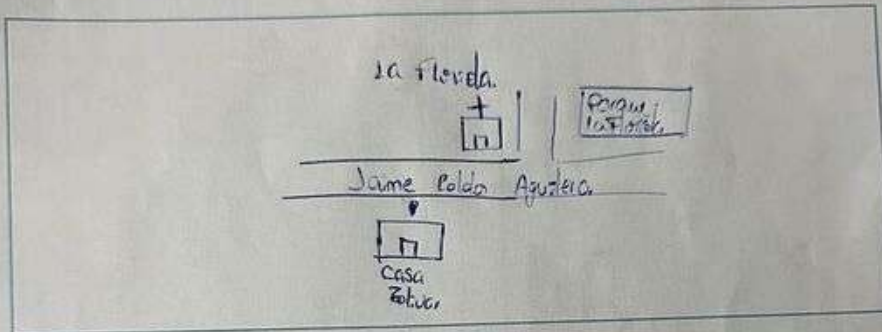 La Florida.
Parque
La Florida
Jaime Roldos Aguilera
Casa